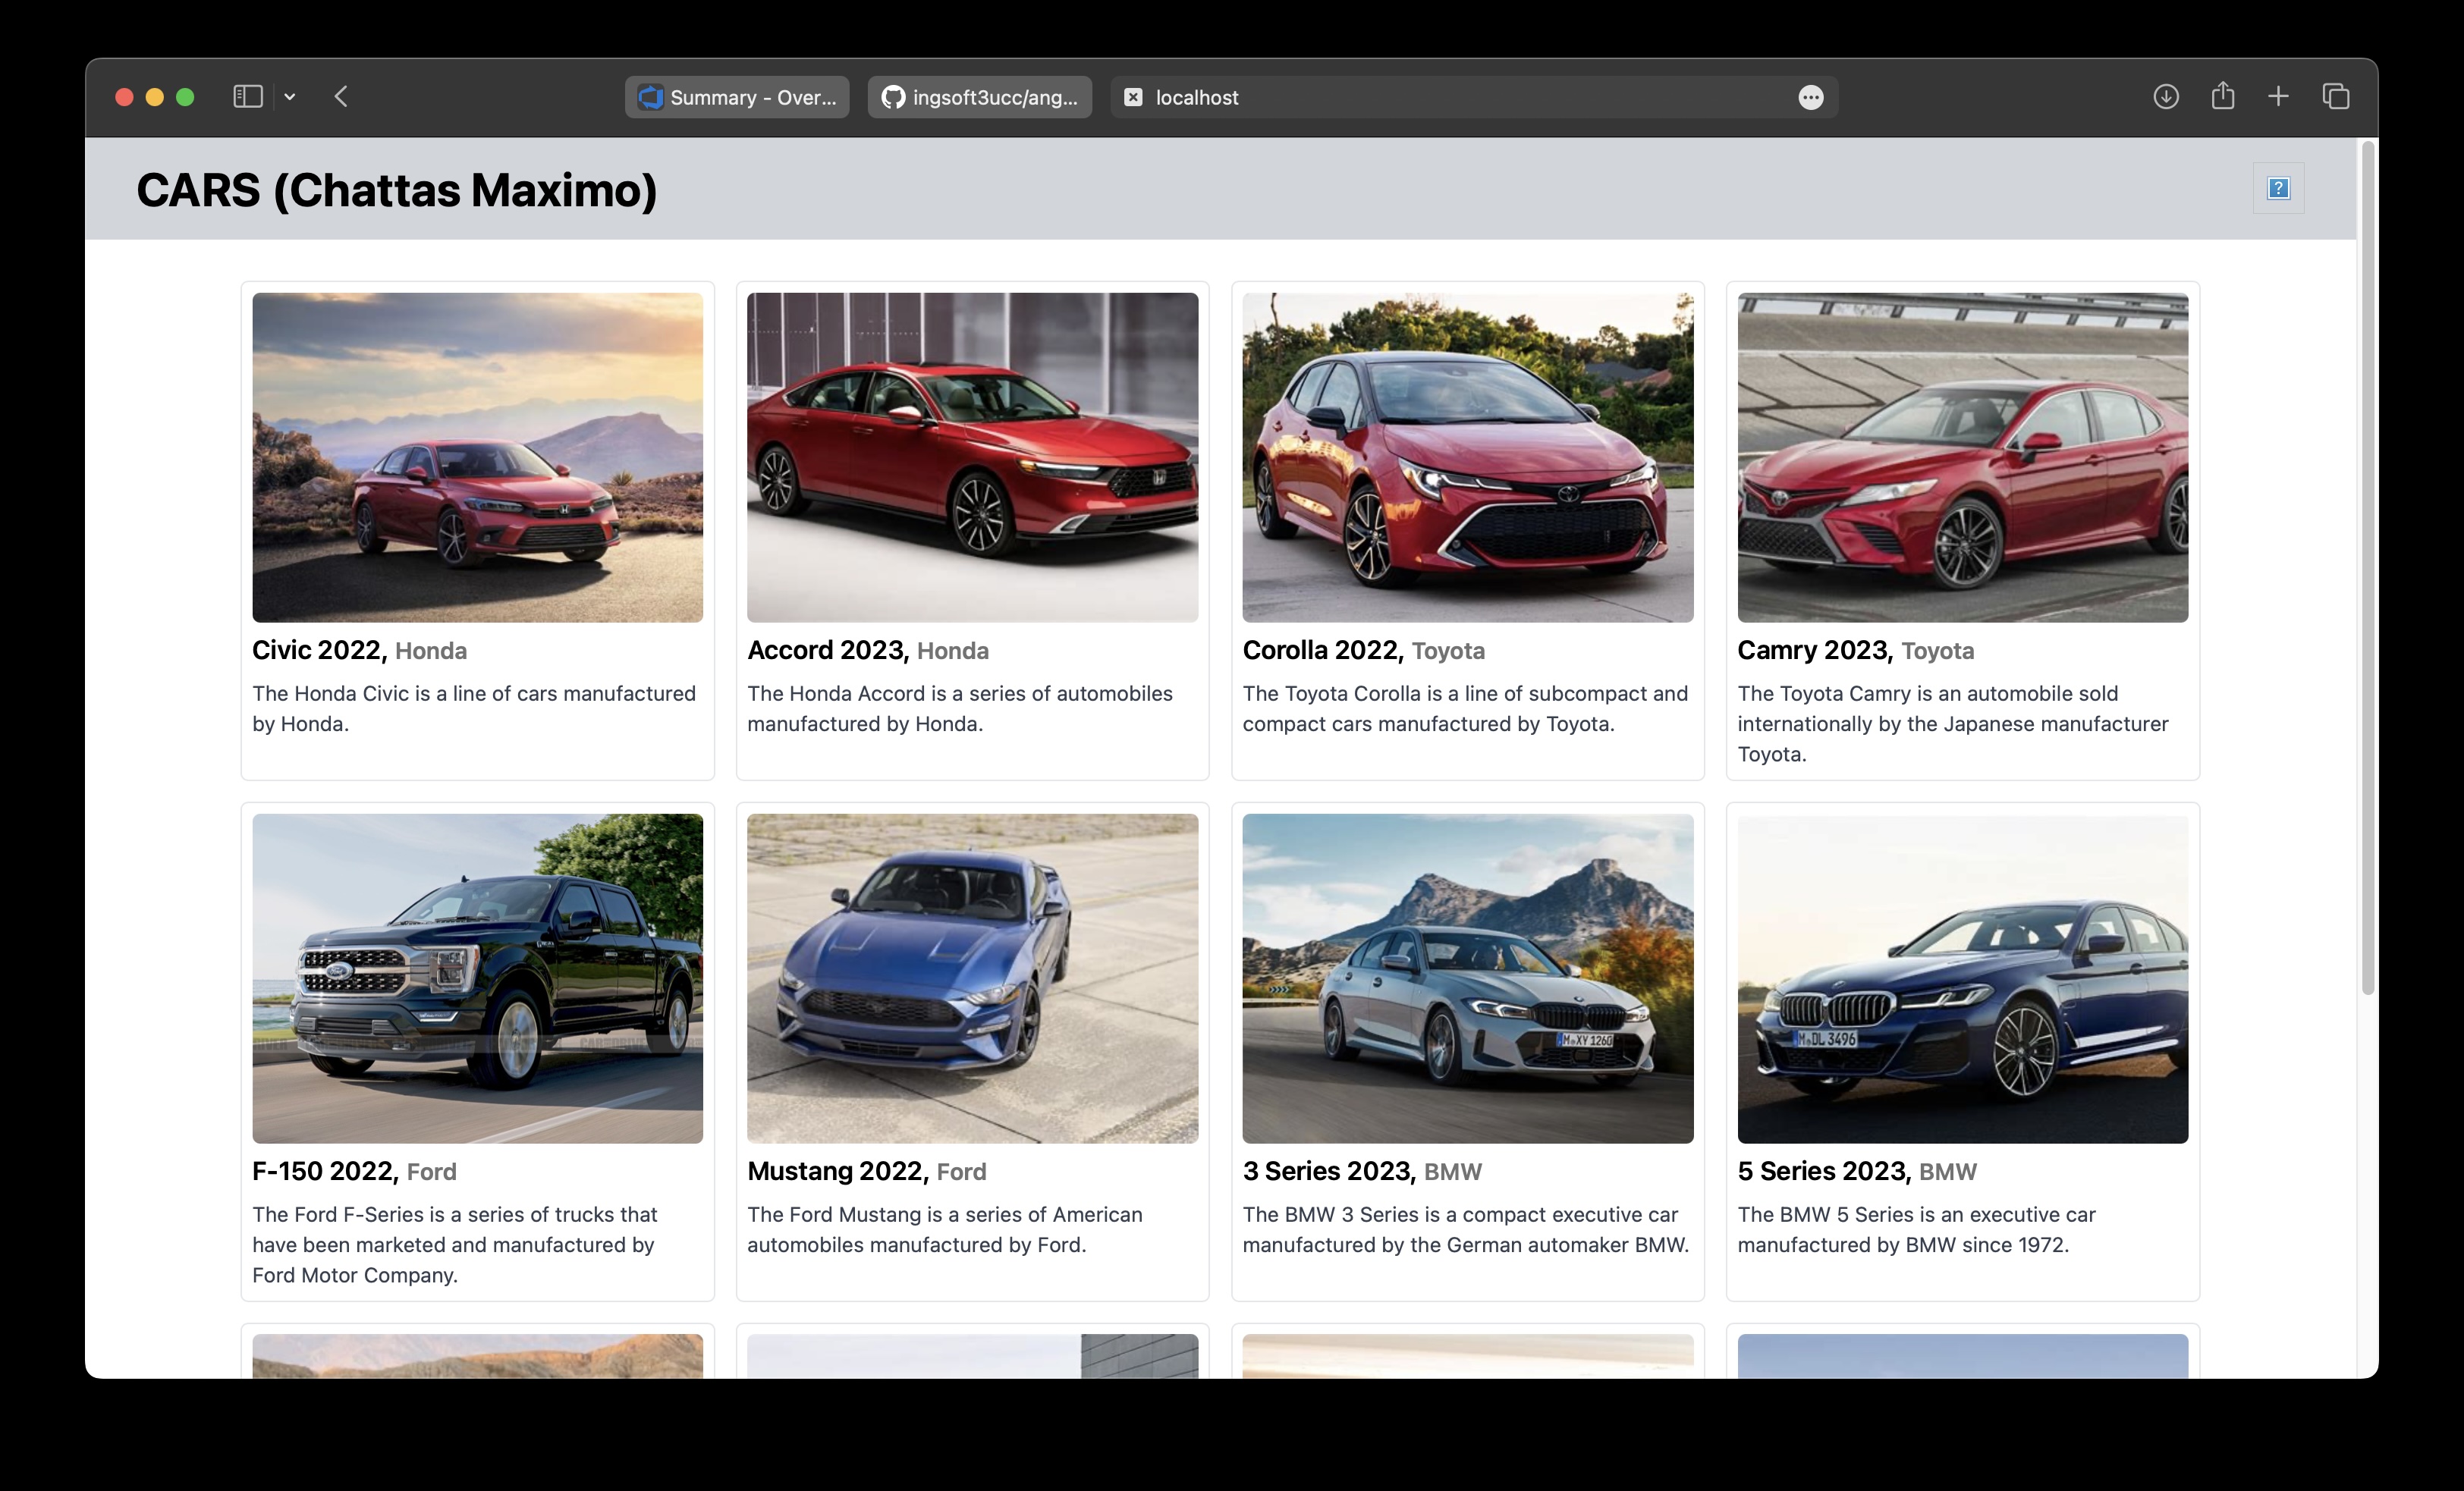 Summary - Over...
ingsoft3ucc/ang...
localhost
CARS (Chattas Maximo)
Civic 2022, Honda
The Honda Civic is a line of cars manufactured
by Honda.
Accord 2023, Honda
The Honda Accord is a series of automobiles
manufactured by Honda.
Corolla 2022, Toyota
The Toyota Corolla is a line of subcompact and
compact cars manufactured by Toyota.
Camry 2023, Toyota
The Toyota Camry is an automobile sold
internationally by the Japanese manufacturer
Toyota.
M XY 1260
M DL 3496
F-150 2022, Ford
The Ford F-Series is a series of trucks that
have been marketed and manufactured by
Ford Motor Company.
Mustang 2022, Ford
The Ford Mustang is a series of American
automobiles manufactured by Ford.
3 Series 2023, BMW
The BMW 3 Series is a compact executive car
manufactured by the German automaker BMW.
5 Series 2023, BMW
The BMW 5 Series is an executive car
manufactured by BMW since 1972.